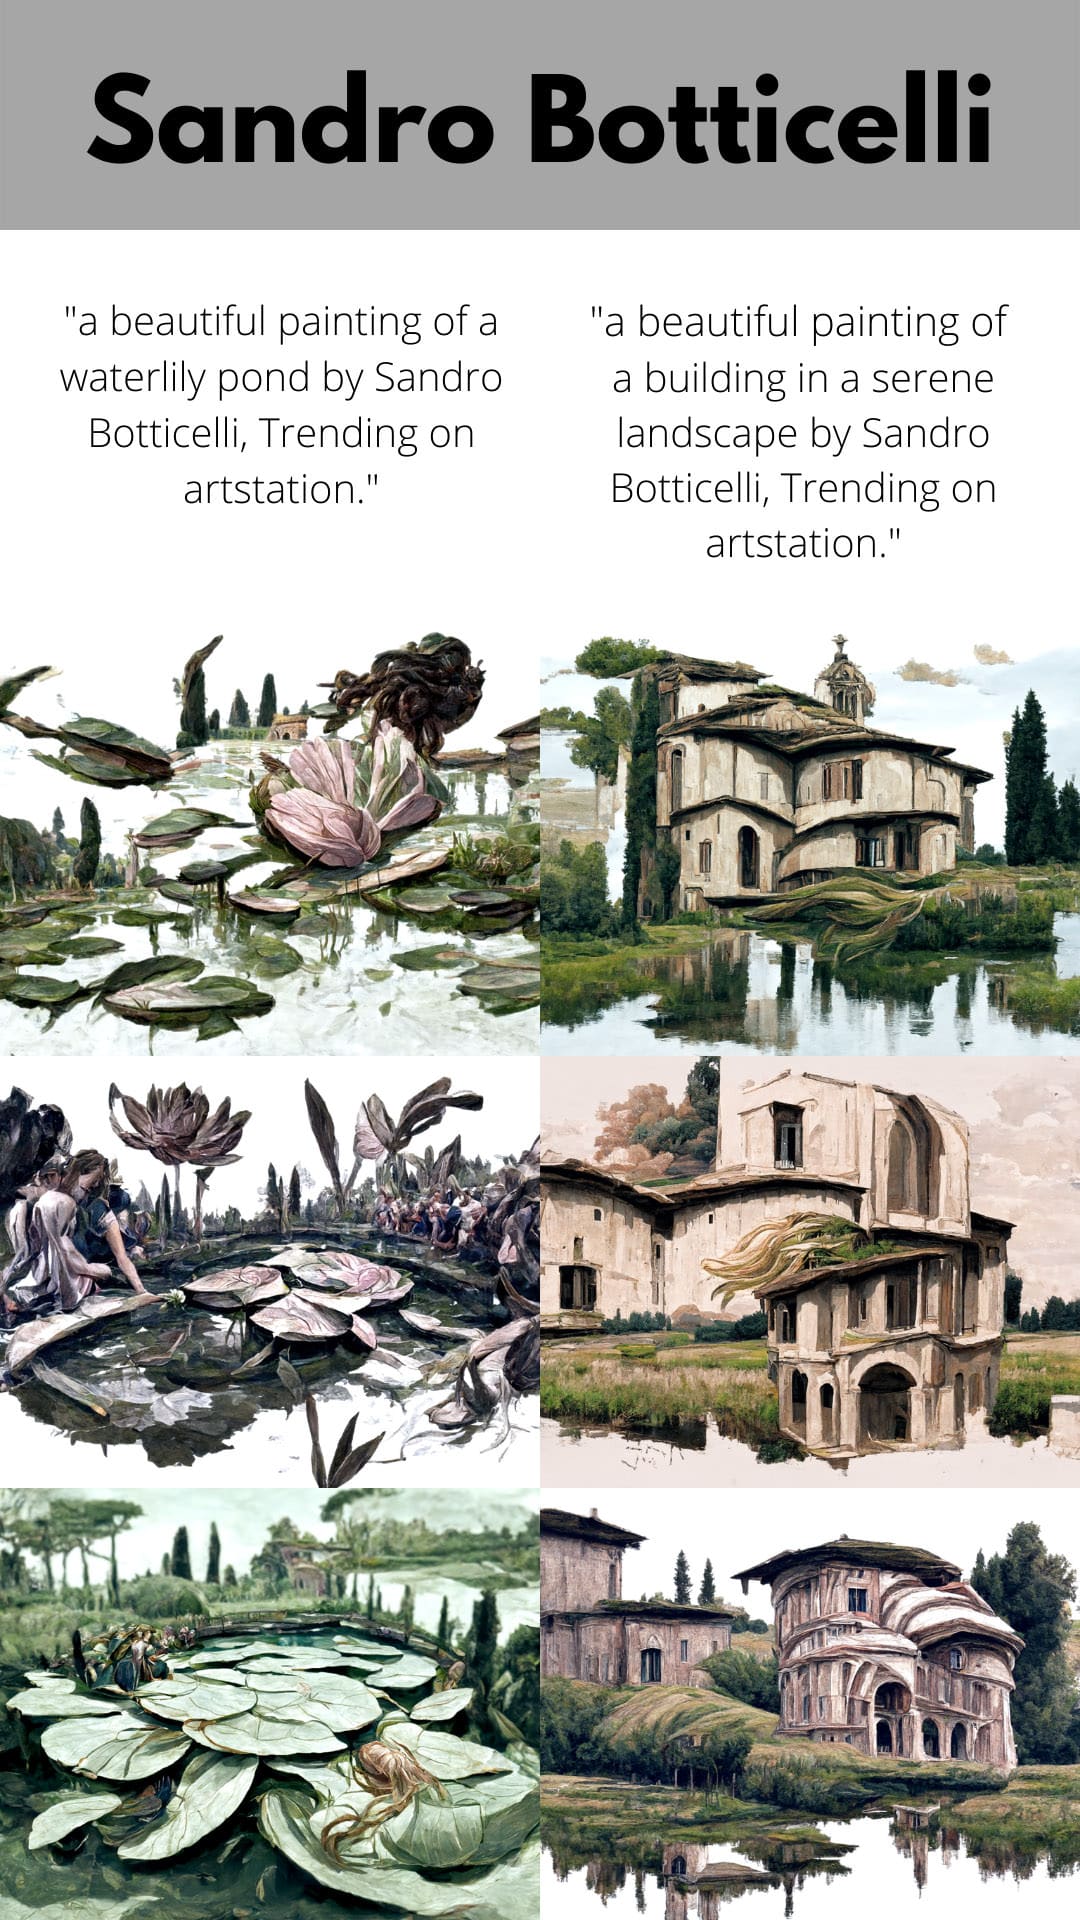 Sandro Botticelli
"a beautiful painting of a
waterlily pond by Sandro
Botticelli, Trending on
artstation."
"a beautiful painting of
a building in a serene
landscape by Sandro
Botticelli, Trending on
artstation."